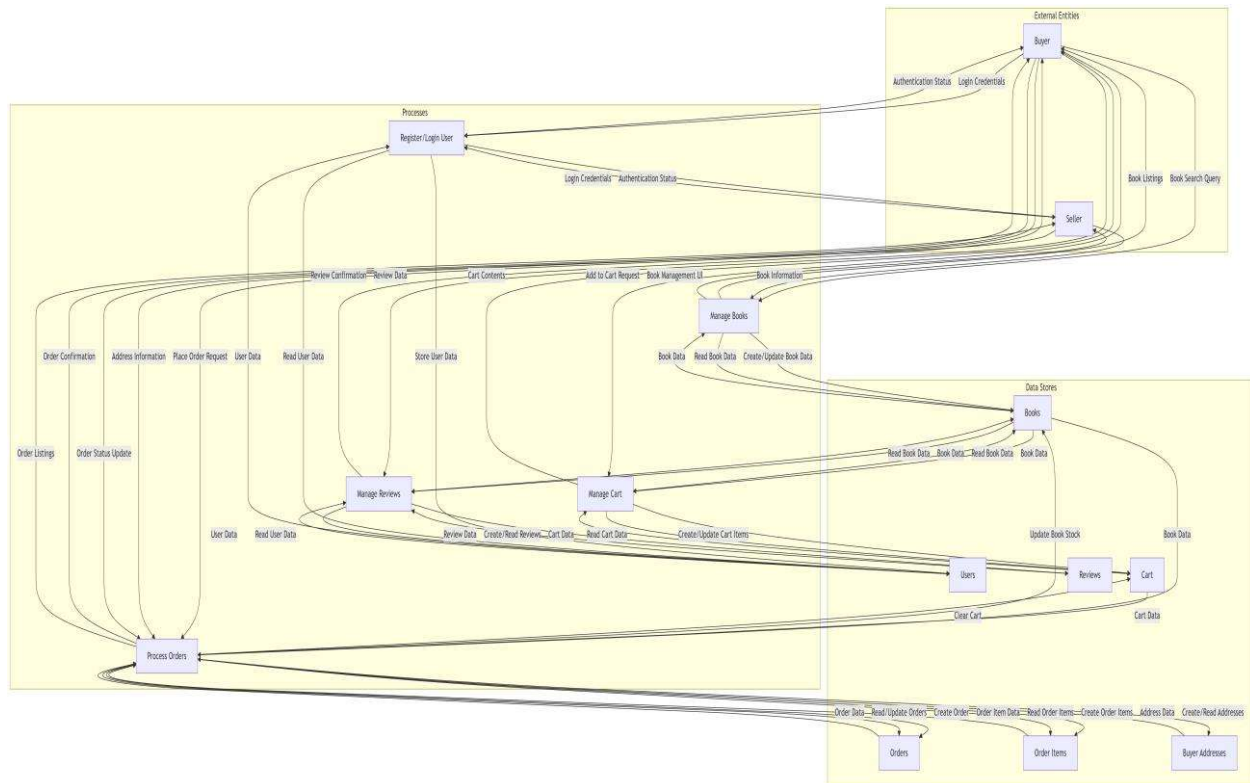 External Entities
Buyer
Authentication Status
Login Credentials
Processes
Register/Login User
Login Credentials
Authentication Status
Book Listings
Book Search Query
Seller
Review Confirmation
Review Data
Cart Contents
Add to Cart Request
Book Management UI
Book Information
Manage Books
Order Confirmation
Address Information
Place Order Request
User Data
Read User Data
Store User Data
Book Data
Read Book Data
Create/Update Book Data
Data Stores
Books
Order Listings
Order Status Update
Read Book Data
Book Data
Read Book Data
Book Data
Manage Reviews
Manage Cart
User Data
Read User Data
Review Data
Create/Read Reviews
Cart Data
Read Cart Data
Create/Update Cart Items
Update Book Stock
Book Data
Users
Reviews
Cart
Clear Cart
Cart Data
Process Orders
Order Data
Read/Update Orders
Create Order
Order Item Data
Read Order Items
Create Order Items
Address Data
Create/Read Addresses
Orders
Order Items
Buyer Addresses